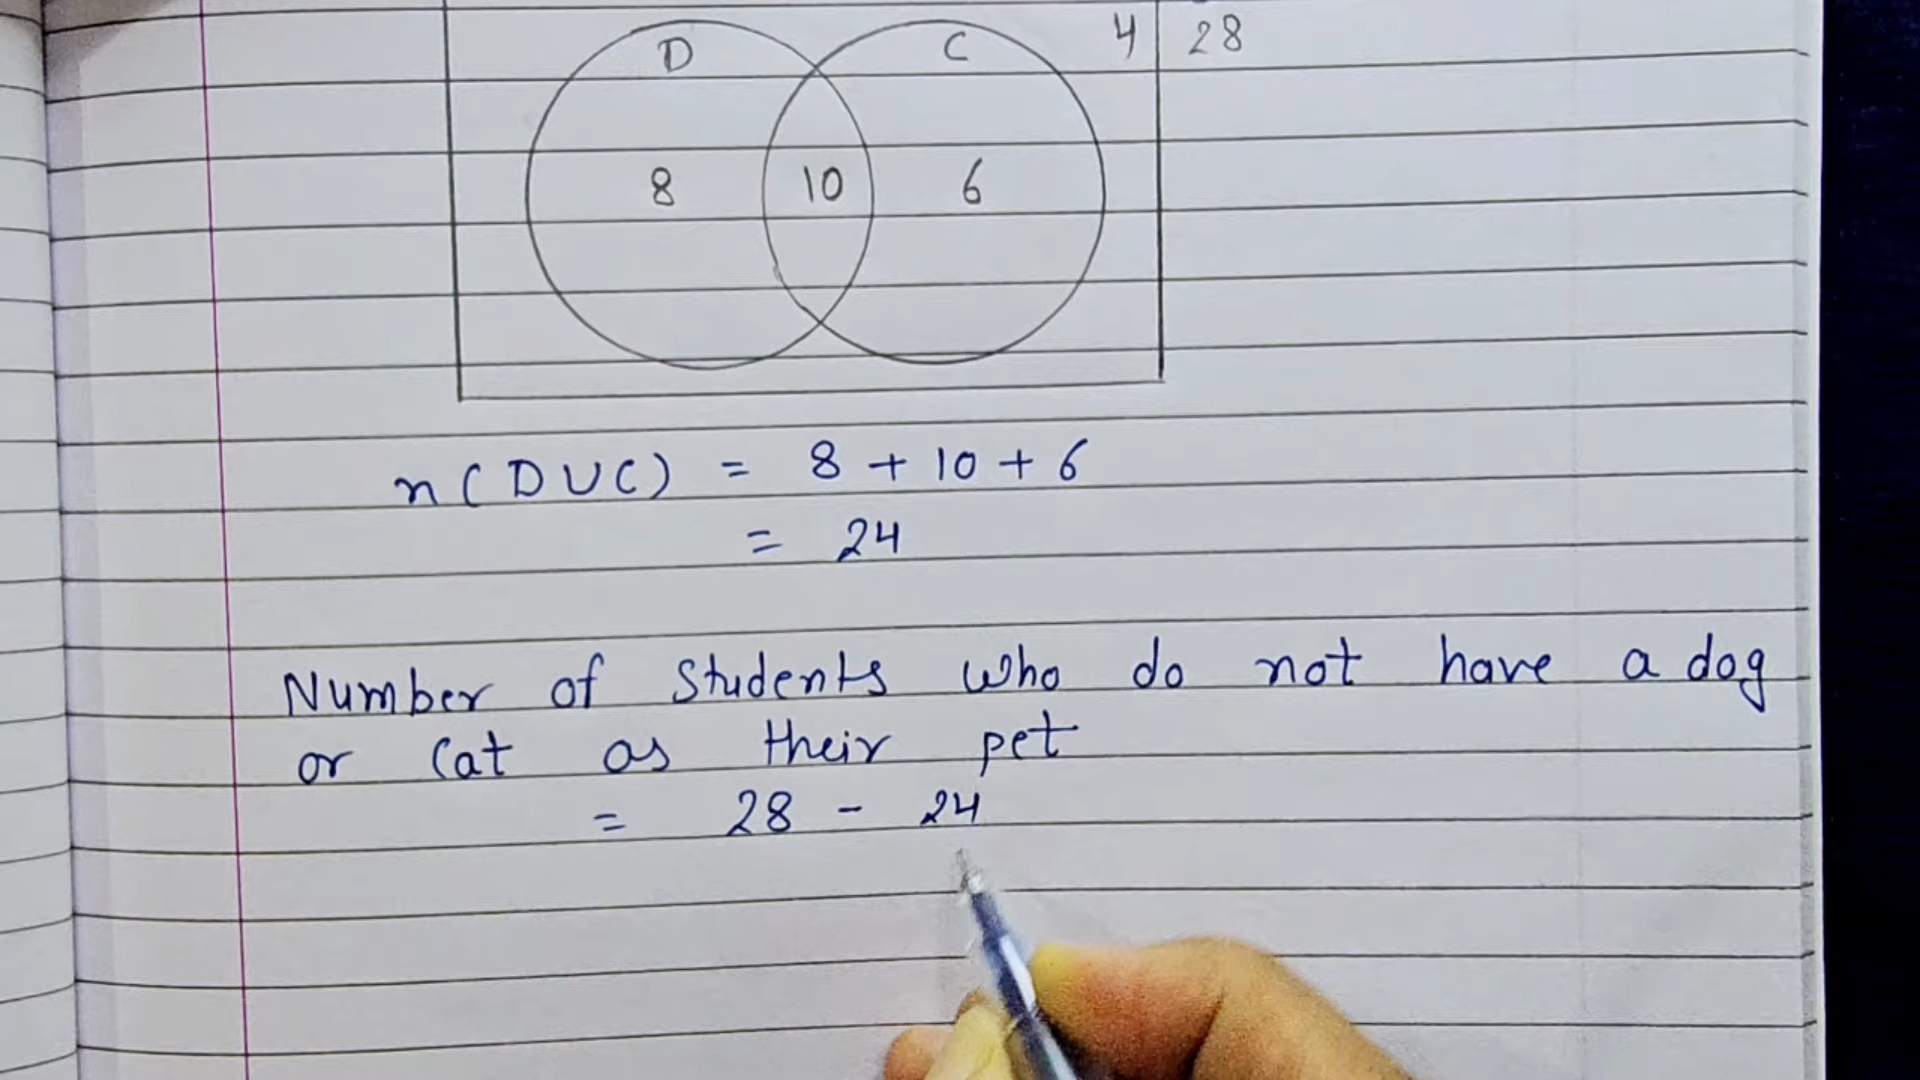 D C 4 28
8 10 6
n(DUC) = 8 + 10 + 6
= 24
Number of students who do not have a dog
or cat as their pet
= 28 - 24